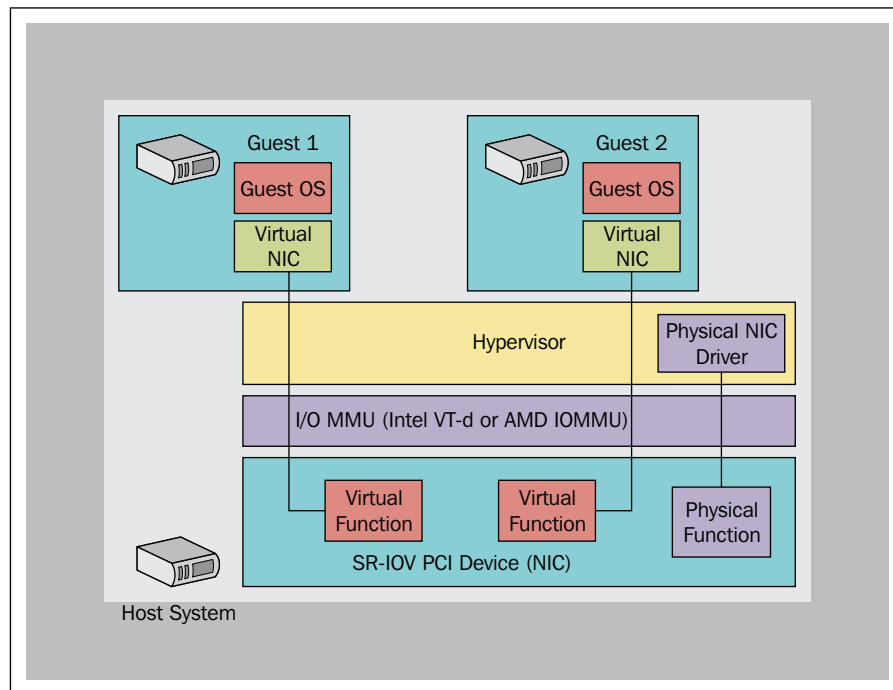 Guest 1
Guest OS
Virtual
NIC
Guest 2
Guest OS
Virtual
NIC
Hypervisor
Physical NIC
Driver
I/O MMU (Intel VT-d or AMD IOMMU)
Virtual
Function
Virtual
Function
Physical
Function
SR-IOV PCI Device (NIC)
Host System